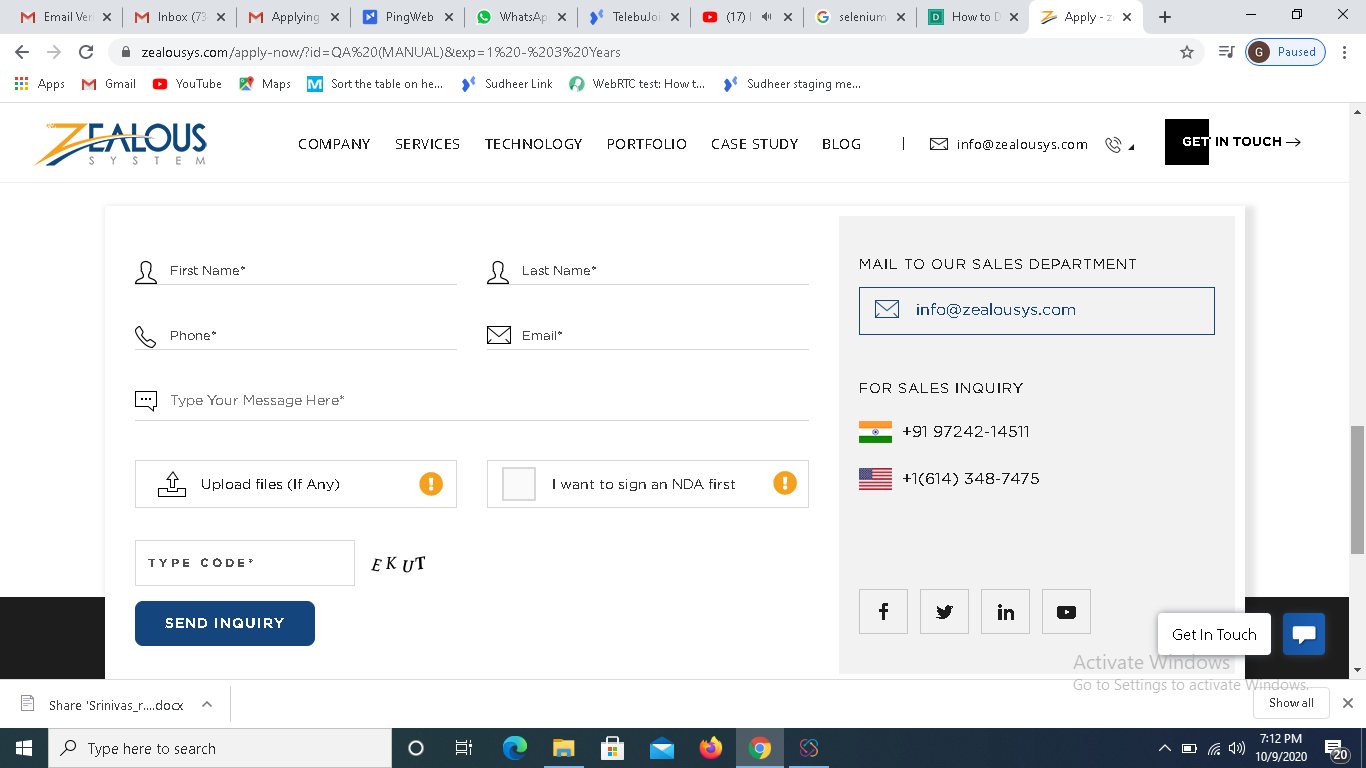 Email Veri
Inbox (73
Applying
PingWeb
WhatsAp
TelebuJoi
(17)
selenium
How to D
Apply - z
zealousys.com/apply-now/?id=QA%20(MANUAL)&exp=1%20-%203%20Years
G Paused
Apps
Gmail
YouTube
Maps
M Sort the table on he...
Sudheer Link
WebRTC test: How t...
Sudheer staging me...
ZEALOUS
SYSTEM
COMPANY SERVICES TECHNOLOGY PORTFOLIO CASE STUDY BLOG | info@zealousys.com
GET IN TOUCH
First Name*
Last Name*
Phone*
Email*
Type Your Message Here*
Upload files (If Any)
I want to sign an NDA first
TYPE CODE*
EKUT
SEND INQUIRY
MAIL TO OUR SALES DEPARTMENT
info@zealousys.com
FOR SALES INQUIRY
+91 97242-14511
+1(614) 348-7475
Get In Touch
Activate Windows
Go to Settings to activate Windows.
Share 'Srinivas_r....docx
Show all
Type here to search
7:12 PM
10/9/2020
20